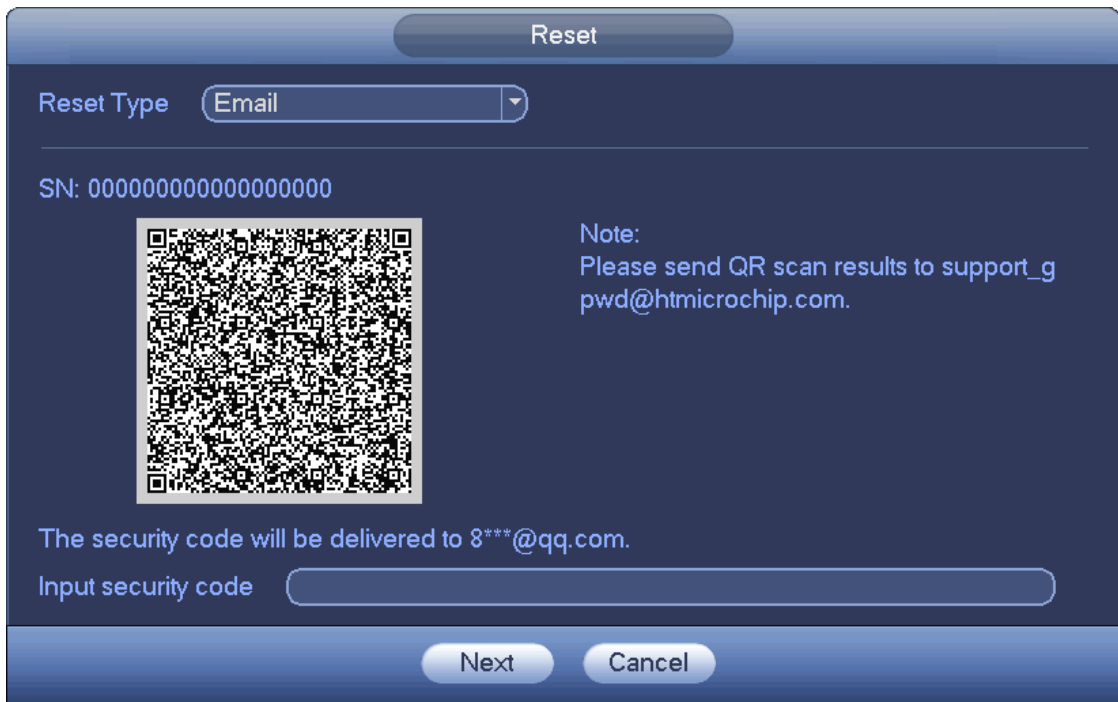 Reset
Reset Type Email
SN: 000000000000000000
Note:
Please send QR scan results to support_g
pwd@htmicrochip.com.
The security code will be delivered to 8***@qq.com.
Input security code
Next Cancel